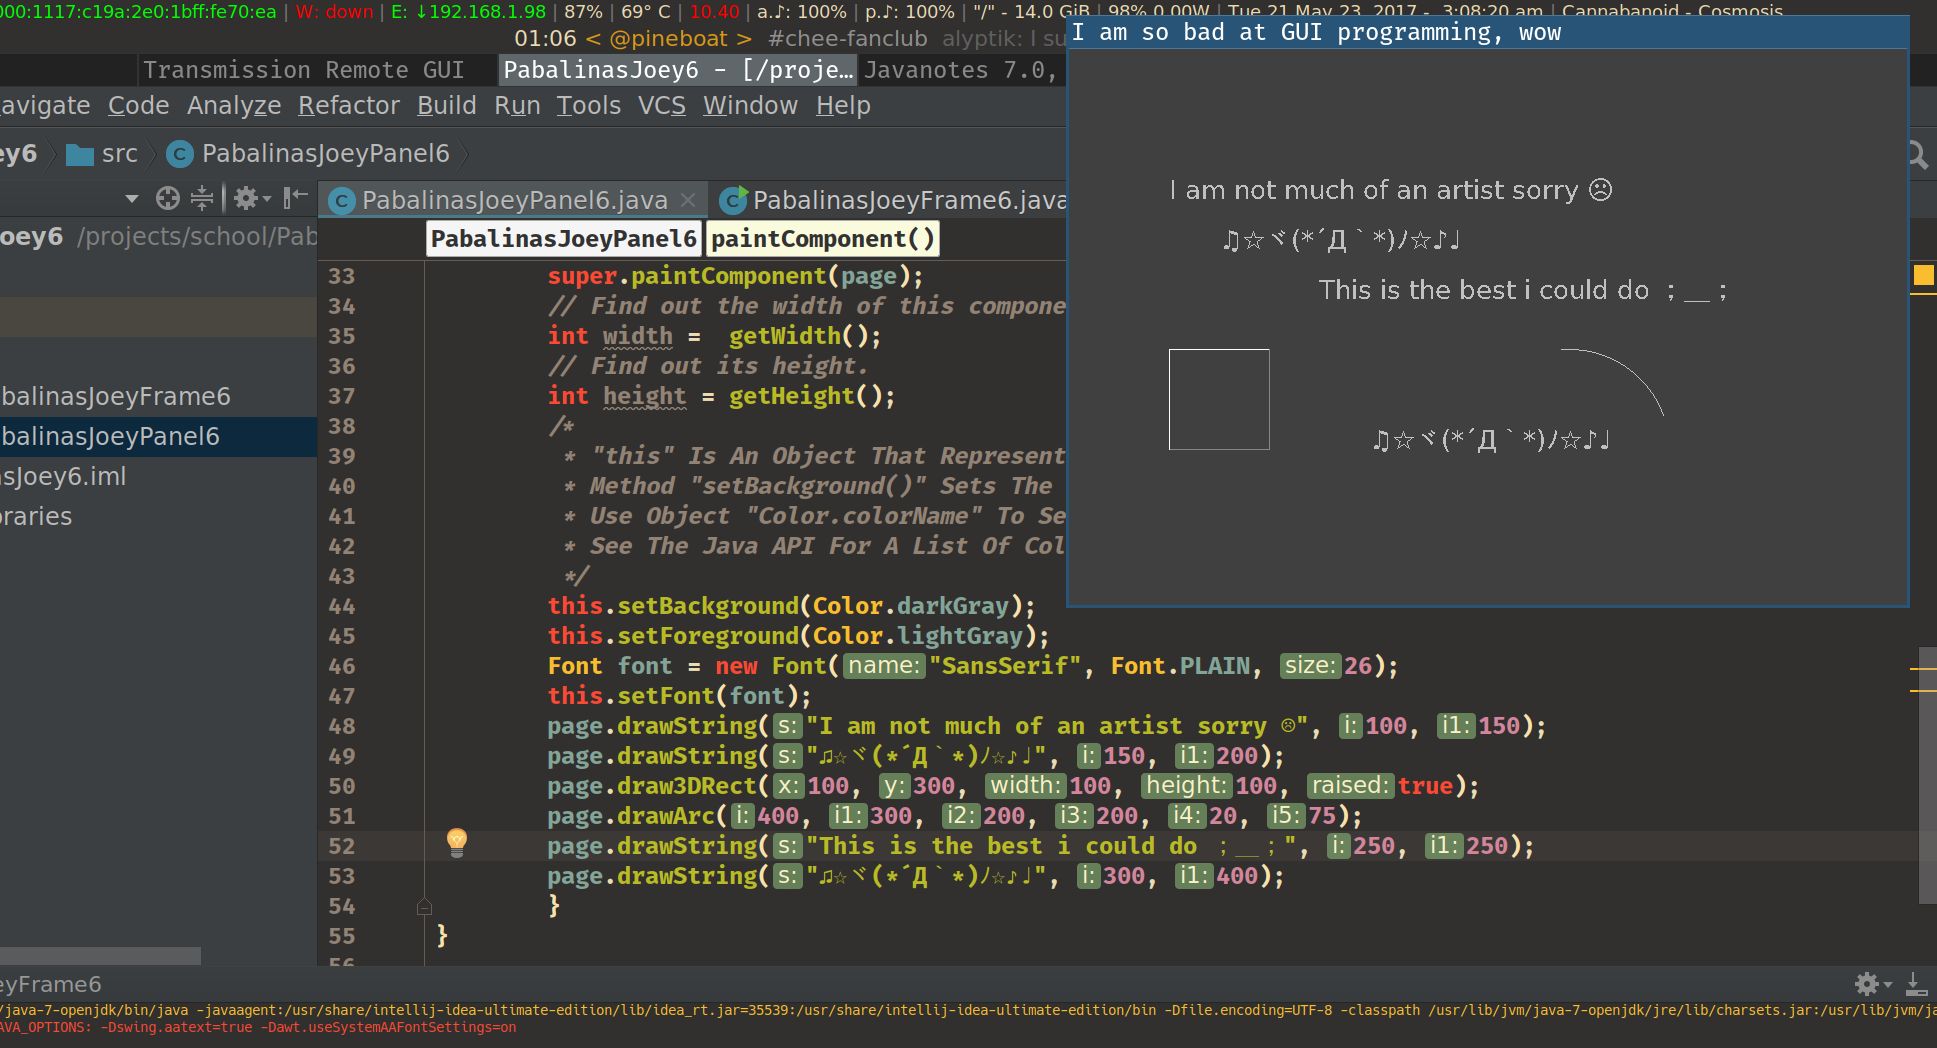 000:1117:c19a:2e0:1bff:fe70:ea | W: down | E: ↓192.168.1.98 | 87% | 69° C | 10.40 | a.♪: 100% | p.♪: 100% | "/" - 14.0 GiB | 98% 0.00W | Tue 21 May 23, 2017 - 3:08:20 am | Cannabanoid - Cosmosis
01:06 < @pineboat > #chee-fanclub alyptik: I su
Transmission Remote GUI
PabalinasJoey6 – [/proje…
Javanotes 7.0,
avigate Code Analyze Refactor Build Run Tools VCS Window Help
ey6 src PabalinasJoeyPanel6
PabalinasJoeyPanel6.java
PabalinasJoeyFrame6.java
oey6 /projects/school/Pab
balinasJoeyFrame6
balinasJoeyPanel6
sJoey6.iml
braries
PabalinasJoeyPanel6 paintComponent()
33 super.paintComponent(page);
34 // Find out the width of this compone
35 int width =  getWidth();
36 // Find out its height.
37 int height = getHeight();
38 /*
39 * "this" Is An Object That Represent
40 * Method "setBackground()" Sets The
41 * Use Object "Color.colorName" To Se
42 * See The Java API For A List Of Col
43 */
44 this.setBackground(Color.darkGray);
45 this.setForeground(Color.lightGray);
46 Font font = new Font( name: "SansSerif", Font.PLAIN, size: 26);
47 this.setFont(font);
48 page.drawString( s: "I am not much of an artist sorry ☹", i: 100, i1: 150);
49 page.drawString( s: "♫☆ヾ(*´Д｀*)ﾉ☆♪♩", i: 150, i1: 200);
50 page.draw3DRect( x: 100, y: 300, width: 100, height: 100, raised: true);
51 page.drawArc( i: 400, i1: 300, i2: 200, i3: 200, i4: 20, i5: 75);
52 page.drawString( s: "This is the best i could do ；＿；", i: 250, i1: 250);
53 page.drawString( s: "♫☆ヾ(*´Д｀*)ﾉ☆♪♩", i: 300, i1: 400);
54 }
55 }
56
I am so bad at GUI programming, wow
I am not much of an artist sorry ☹
♫☆ヾ(*´Д｀*)ﾉ☆♪♩
This is the best i could do ；＿；
♫☆ヾ(*´Д｀*)ﾉ☆♪♩
eyFrame6
/java-7-openjdk/bin/java -javaagent:/usr/share/intellij-idea-ultimate-edition/lib/idea_rt.jar=35539:/usr/share/intellij-idea-ultimate-edition/bin -Dfile.encoding=UTF-8 -classpath /usr/lib/jvm/java-7-openjdk/jre/lib/charsets.jar:/usr/lib/jvm/ja
AVA_OPTIONS: -Dswing.aatext=true -Dawt.useSystemAAFontSettings=on